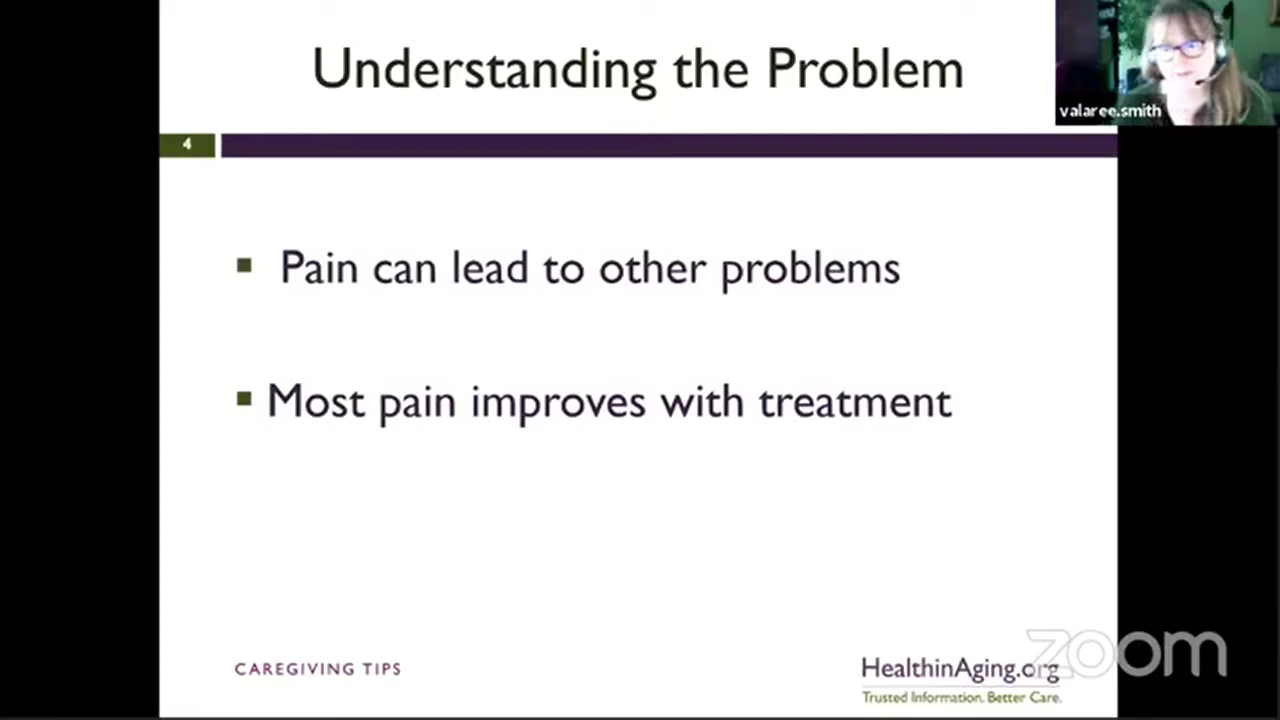 Understanding the Problem
valaree.smith
4
▪ Pain can lead to other problems
▪ Most pain improves with treatment
CAREGIVING TIPS
HealthinAging.org
Trusted Information. Better Care.
zoom